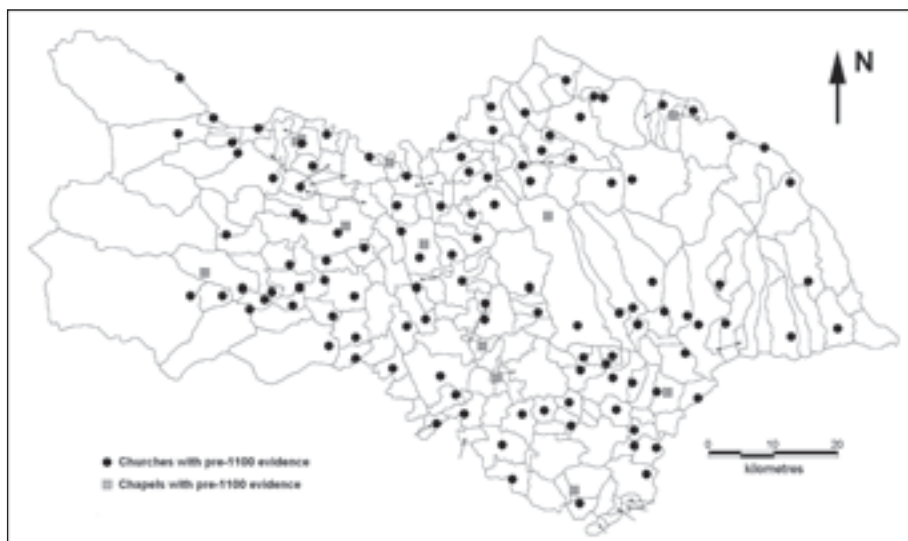 N
Churches with pre-1100 evidence
Chapels with pre-1100 evidence
0 10 20
kilometres